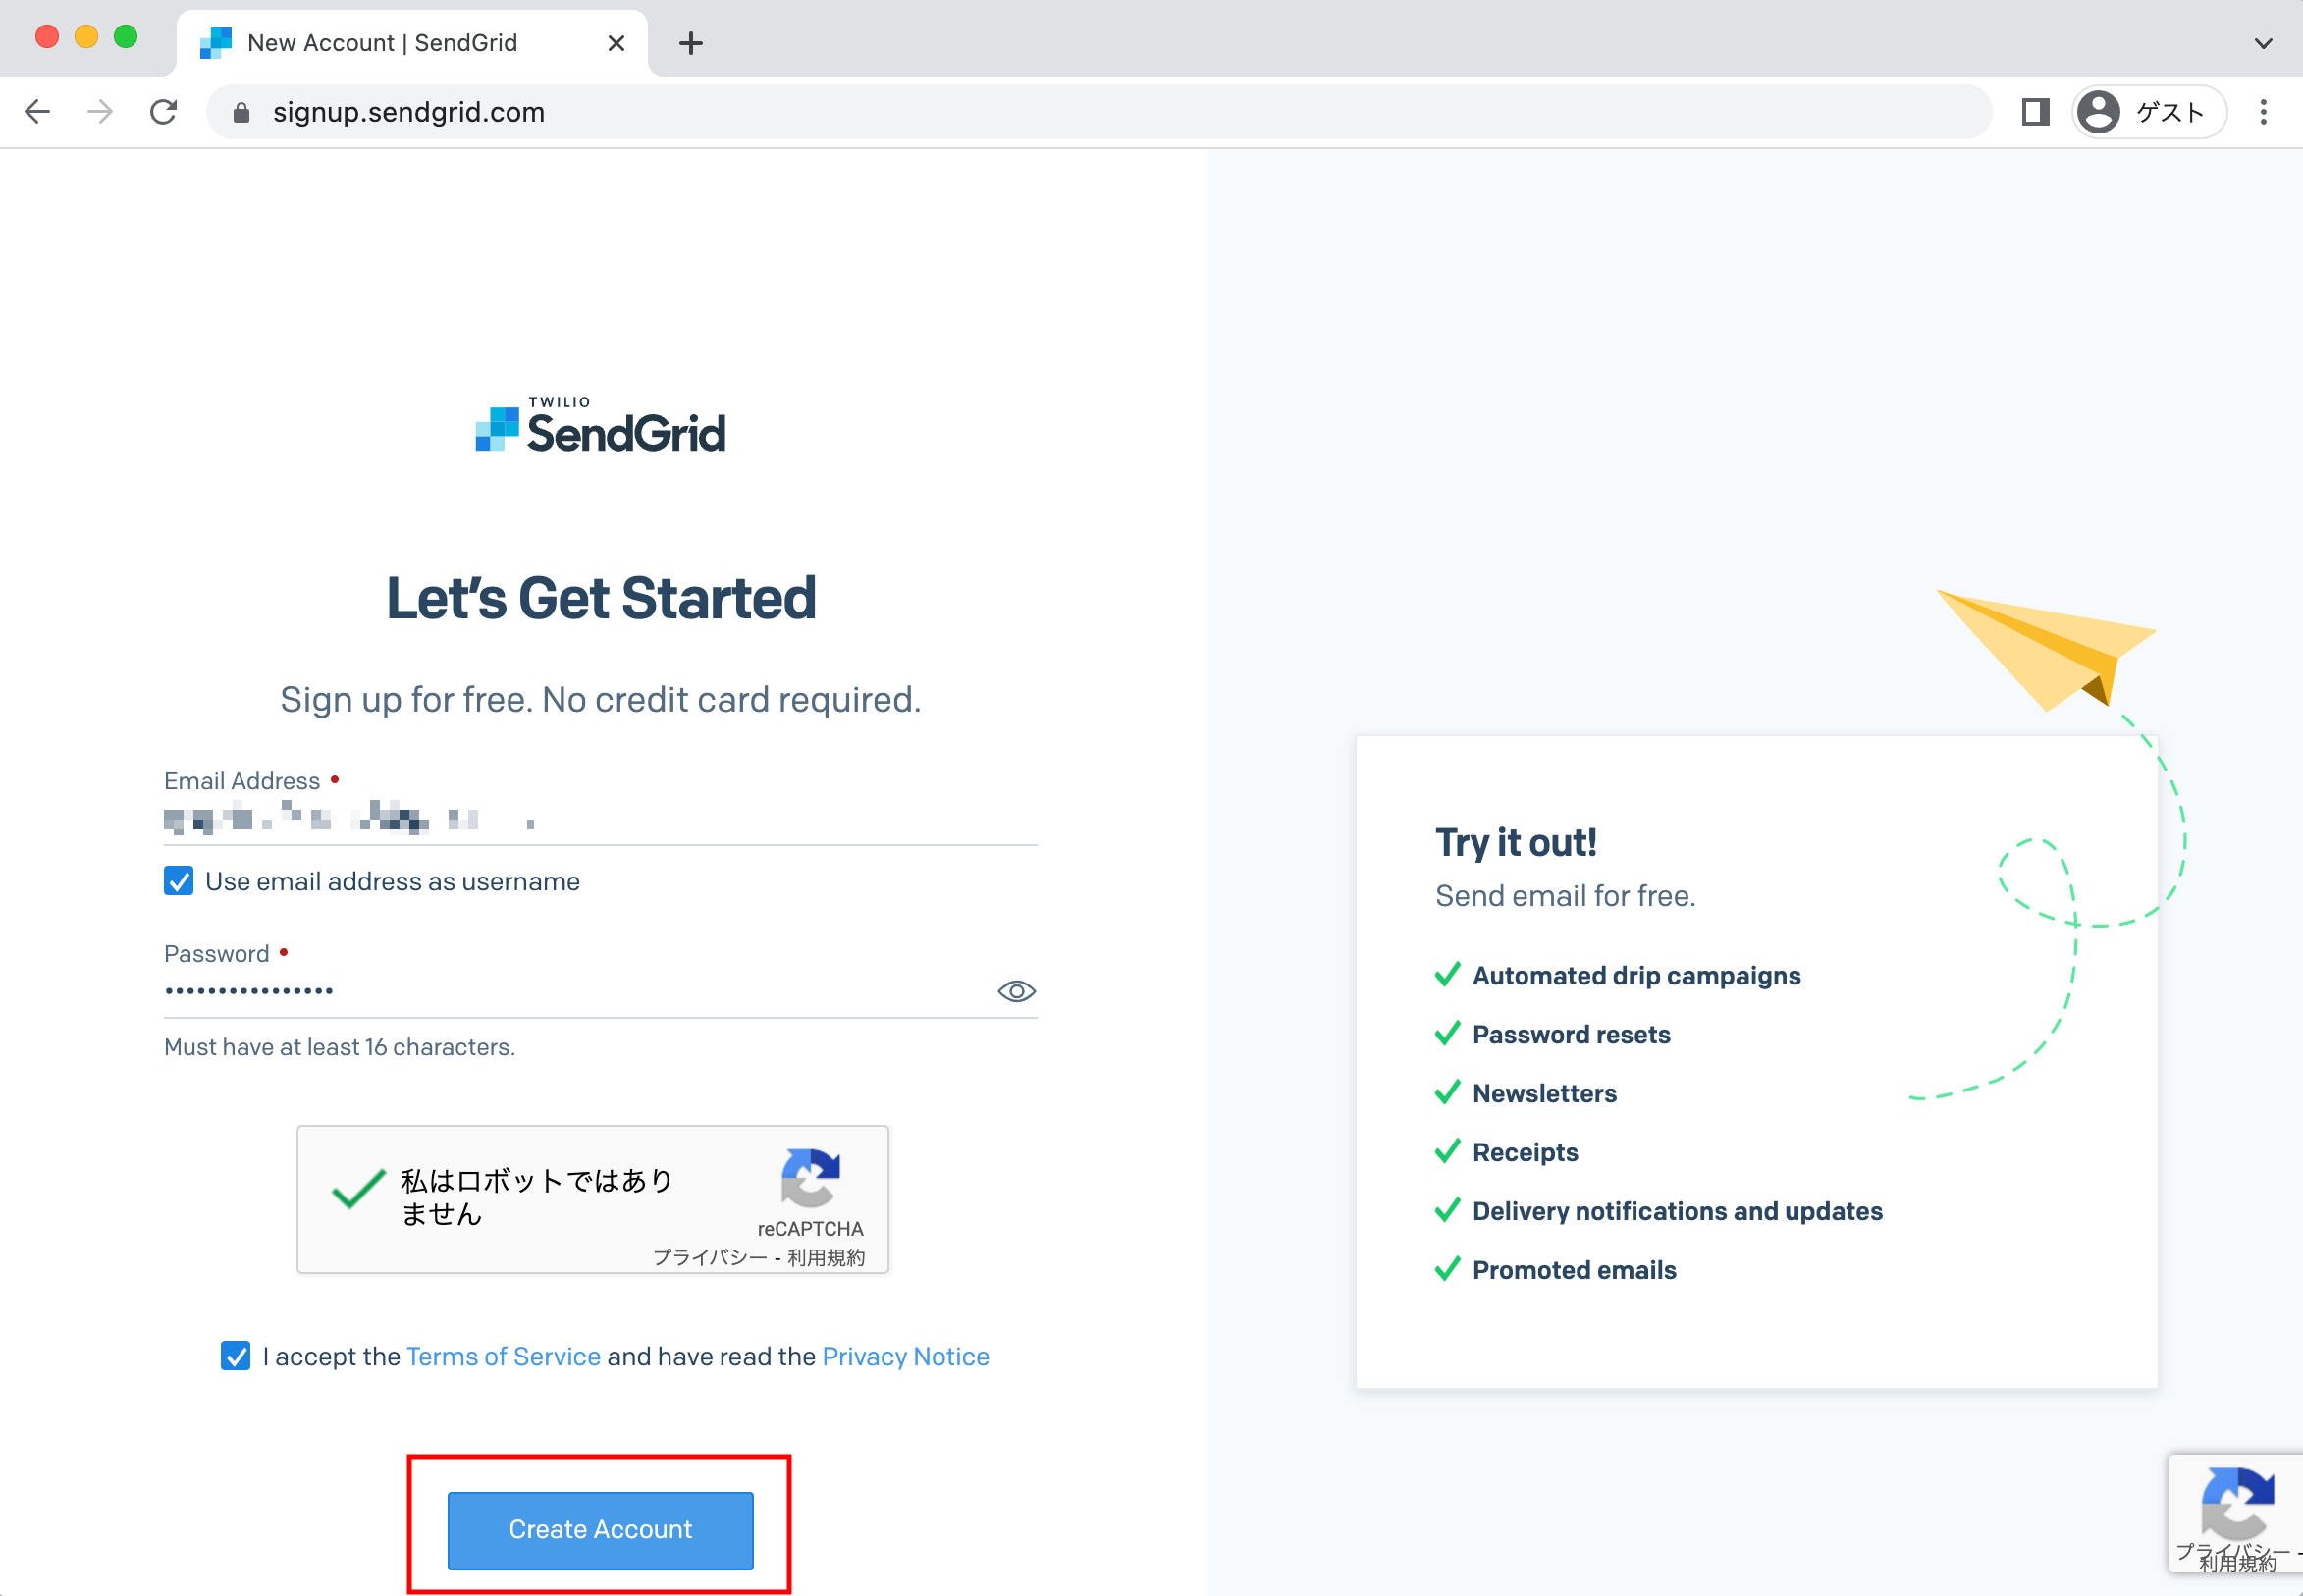 New Account | SendGrid
signup.sendgrid.com
ゲスト
TWILIO
SendGrid
Let's Get Started
Sign up for free. No credit card required.
Email Address
Use email address as username
Password
Must have at least 16 characters.
私はロボットではあり
ません
reCAPTCHA
プライバシー - 利用規約
I accept the Terms of Service and have read the Privacy Notice
Create Account
Try it out!
Send email for free.
Automated drip campaigns
Password resets
Newsletters
Receipts
Delivery notifications and updates
Promoted emails
プライバシー -
利用規約